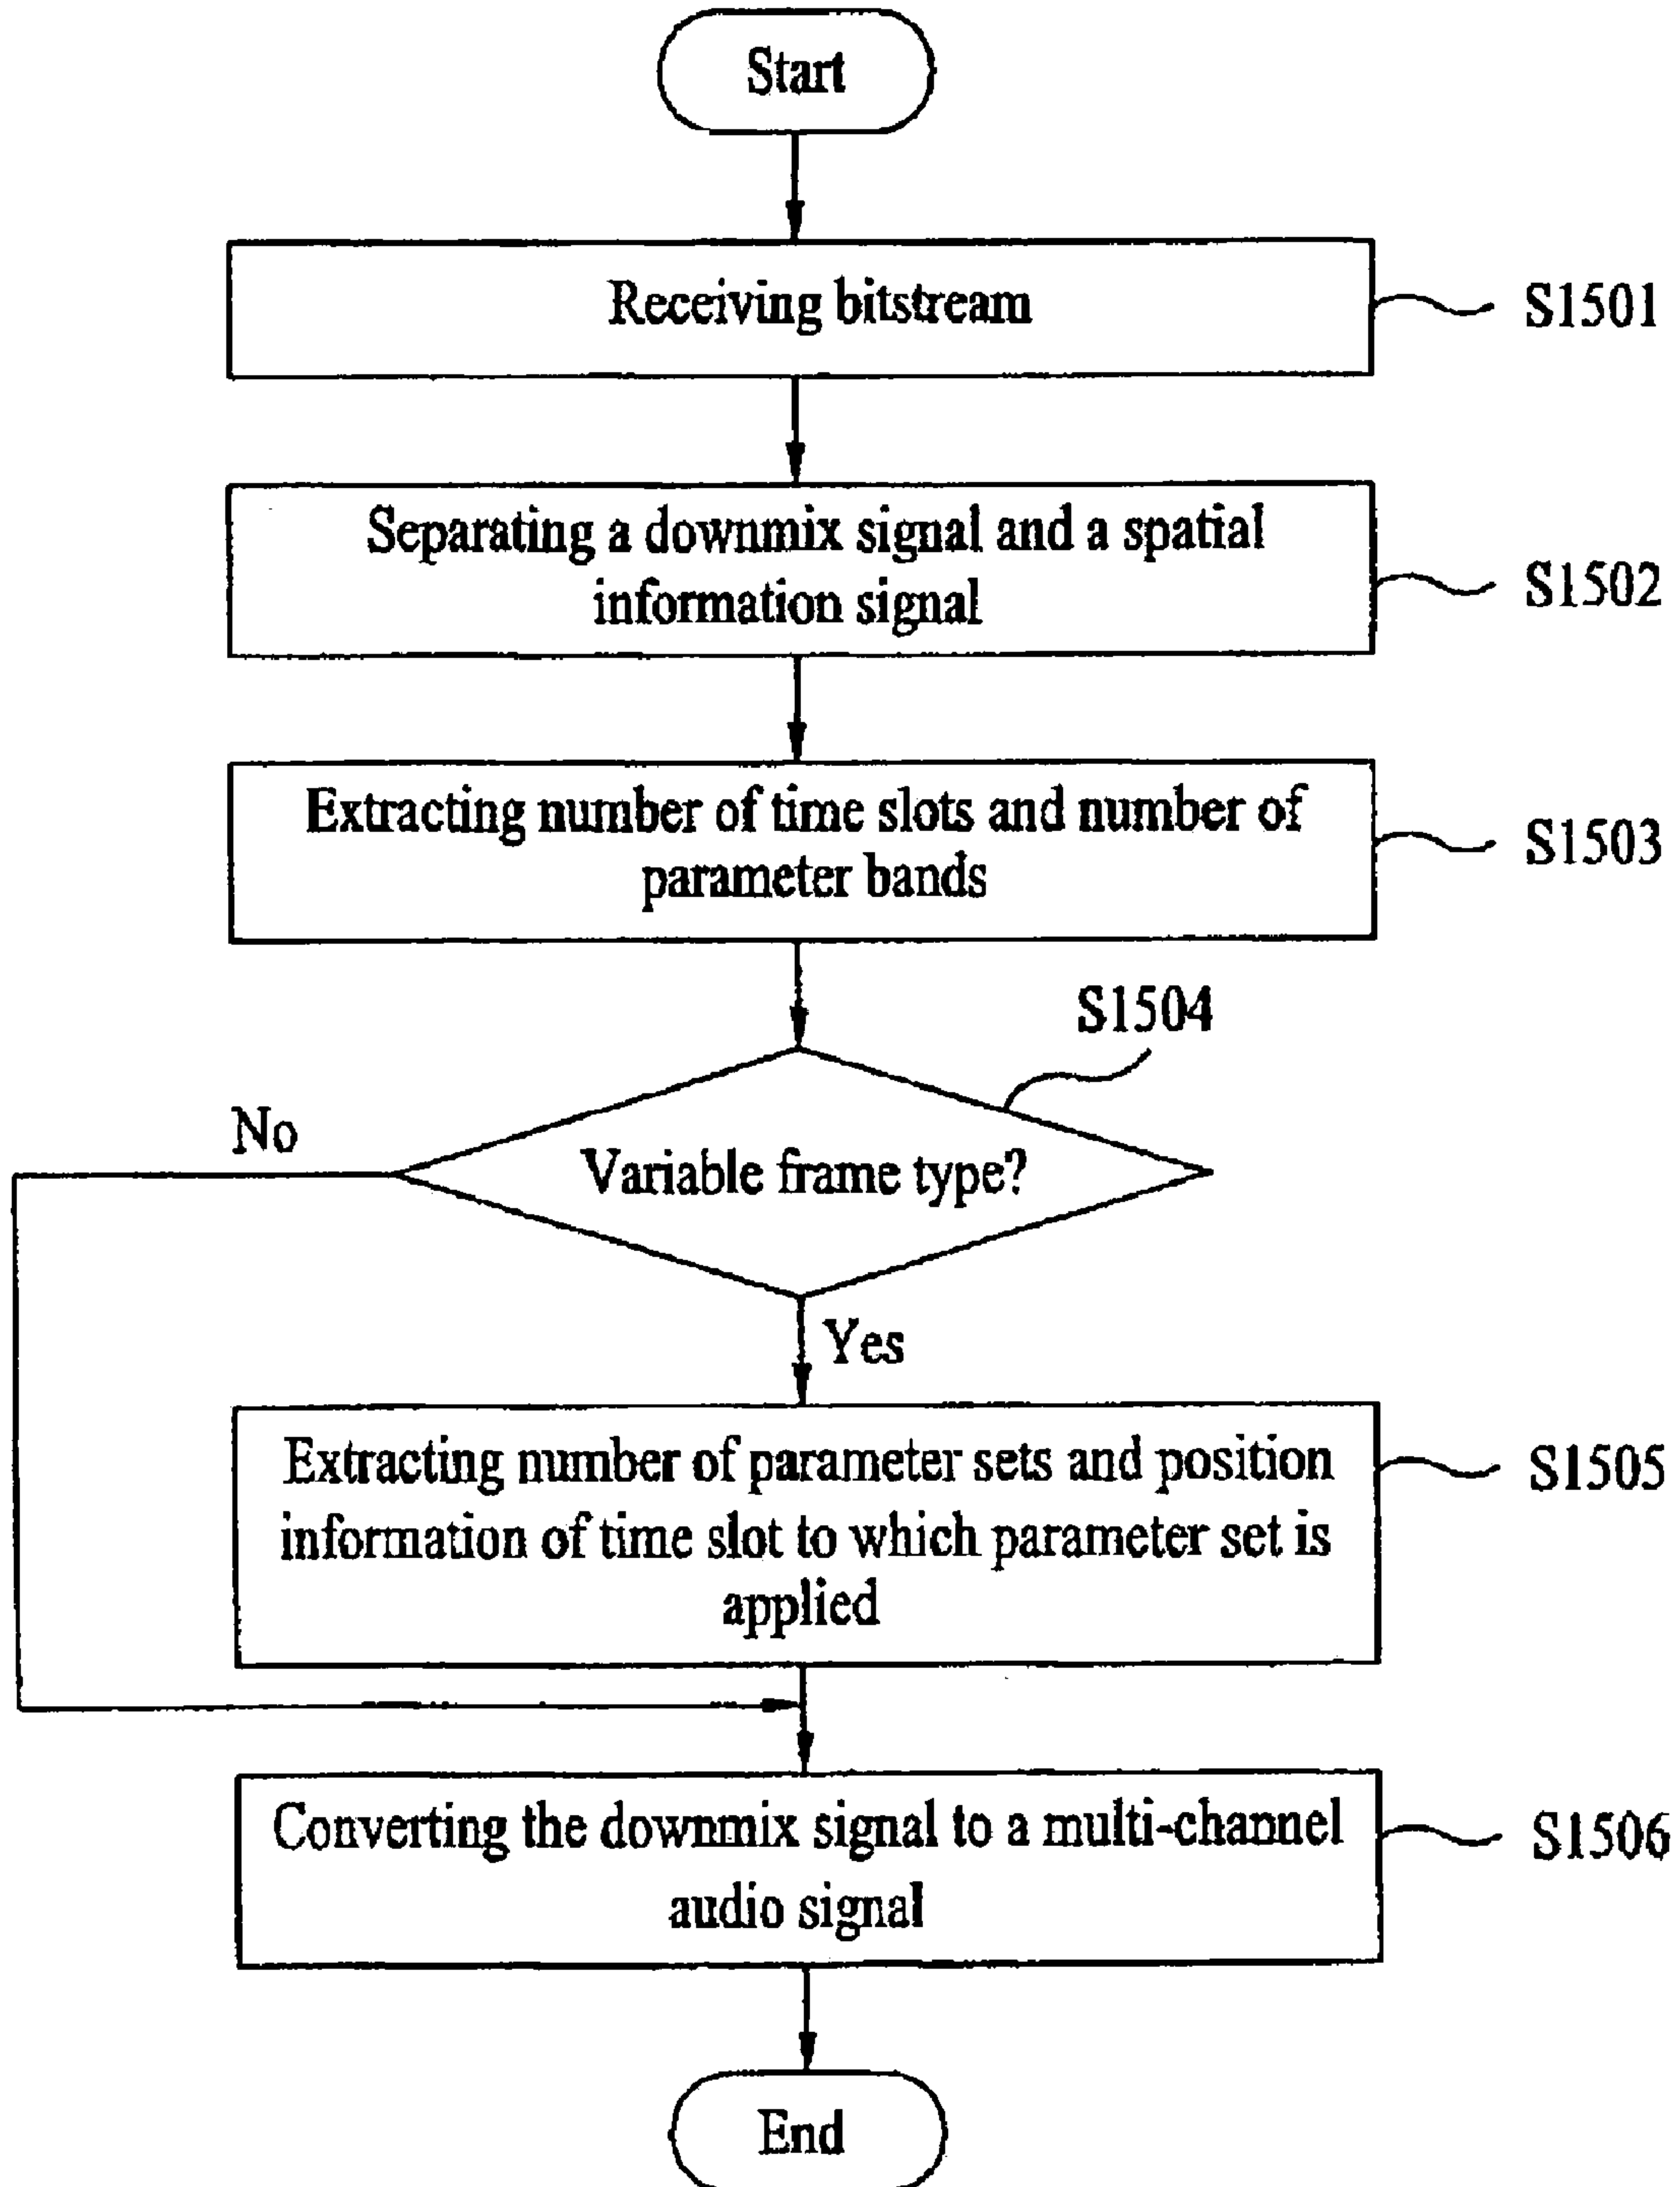 Start
Receiving bitstream
S1501
Separating a downmix signal and a spatial
information signal
S1502
Extracting number of time slots and number of
parameter bands
S1503
S1504
No
Variable frame type?
Yes
Extracting number of parameter sets and position
information of time slot to which parameter set is
applied
S1505
Converting the downmix signal to a multi-channel
audio signal
S1506
End